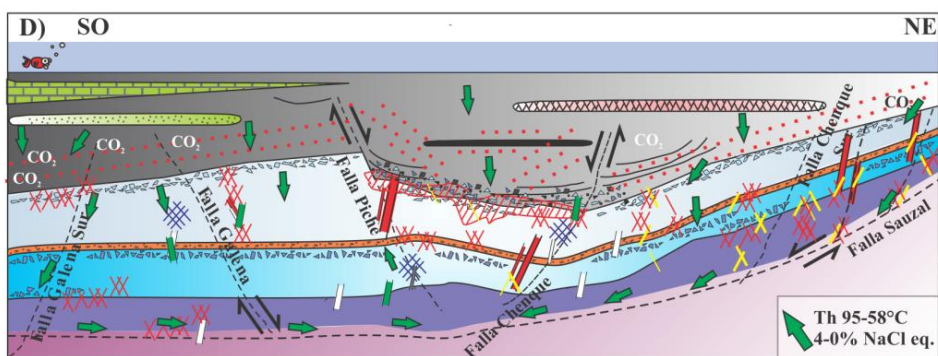 D) SO NE
CO₂
CO₂
CO₂
CO₂
CO₂
CO₂
CO₂
Falla Galena Sur
Falla Galena
Falla Piche
Falla Chenque
Falla Chenque
S.
Falla Sauzal
Th 95-58°C
4-0% NaCl eq.